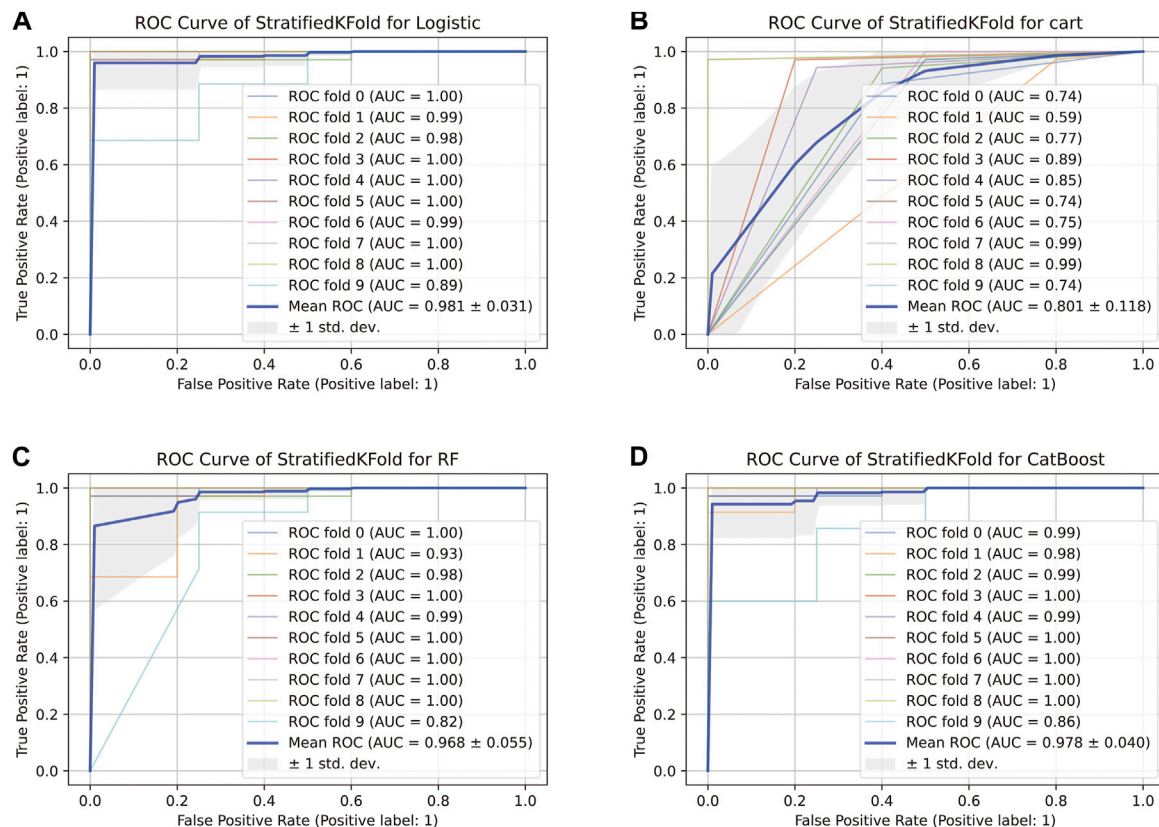 A
ROC Curve of StratifiedKFold for Logistic
True Positive Rate (Positive label: 1)
1.0
0.8
0.6
0.4
0.2
0.0
ROC fold 0 (AUC = 1.00)
ROC fold 1 (AUC = 0.99)
ROC fold 2 (AUC = 0.98)
ROC fold 3 (AUC = 1.00)
ROC fold 4 (AUC = 1.00)
ROC fold 5 (AUC = 1.00)
ROC fold 6 (AUC = 0.99)
ROC fold 7 (AUC = 1.00)
ROC fold 8 (AUC = 1.00)
ROC fold 9 (AUC = 0.89)
Mean ROC (AUC = 0.981 ± 0.031)
± 1 std. dev.
0.0 0.2 0.4 0.6 0.8 1.0
False Positive Rate (Positive label: 1)
B
ROC Curve of StratifiedKFold for cart
True Positive Rate (Positive label: 1)
1.0
0.8
0.6
0.4
0.2
0.0
ROC fold 0 (AUC = 0.74)
ROC fold 1 (AUC = 0.59)
ROC fold 2 (AUC = 0.77)
ROC fold 3 (AUC = 0.89)
ROC fold 4 (AUC = 0.85)
ROC fold 5 (AUC = 0.74)
ROC fold 6 (AUC = 0.75)
ROC fold 7 (AUC = 0.99)
ROC fold 8 (AUC = 0.99)
ROC fold 9 (AUC = 0.74)
Mean ROC (AUC = 0.801 ± 0.118)
± 1 std. dev.
0.0 0.2 0.4 0.6 0.8 1.0
False Positive Rate (Positive label: 1)
C
ROC Curve of StratifiedKFold for RF
True Positive Rate (Positive label: 1)
1.0
0.8
0.6
0.4
0.2
0.0
ROC fold 0 (AUC = 1.00)
ROC fold 1 (AUC = 0.93)
ROC fold 2 (AUC = 0.98)
ROC fold 3 (AUC = 1.00)
ROC fold 4 (AUC = 0.99)
ROC fold 5 (AUC = 1.00)
ROC fold 6 (AUC = 1.00)
ROC fold 7 (AUC = 1.00)
ROC fold 8 (AUC = 1.00)
ROC fold 9 (AUC = 0.82)
Mean ROC (AUC = 0.968 ± 0.055)
± 1 std. dev.
0.0 0.2 0.4 0.6 0.8 1.0
False Positive Rate (Positive label: 1)
D
ROC Curve of StratifiedKFold for CatBoost
True Positive Rate (Positive label: 1)
1.0
0.8
0.6
0.4
0.2
0.0
ROC fold 0 (AUC = 0.99)
ROC fold 1 (AUC = 0.98)
ROC fold 2 (AUC = 0.99)
ROC fold 3 (AUC = 1.00)
ROC fold 4 (AUC = 0.99)
ROC fold 5 (AUC = 1.00)
ROC fold 6 (AUC = 1.00)
ROC fold 7 (AUC = 1.00)
ROC fold 8 (AUC = 1.00)
ROC fold 9 (AUC = 0.86)
Mean ROC (AUC = 0.978 ± 0.040)
± 1 std. dev.
0.0 0.2 0.4 0.6 0.8 1.0
False Positive Rate (Positive label: 1)